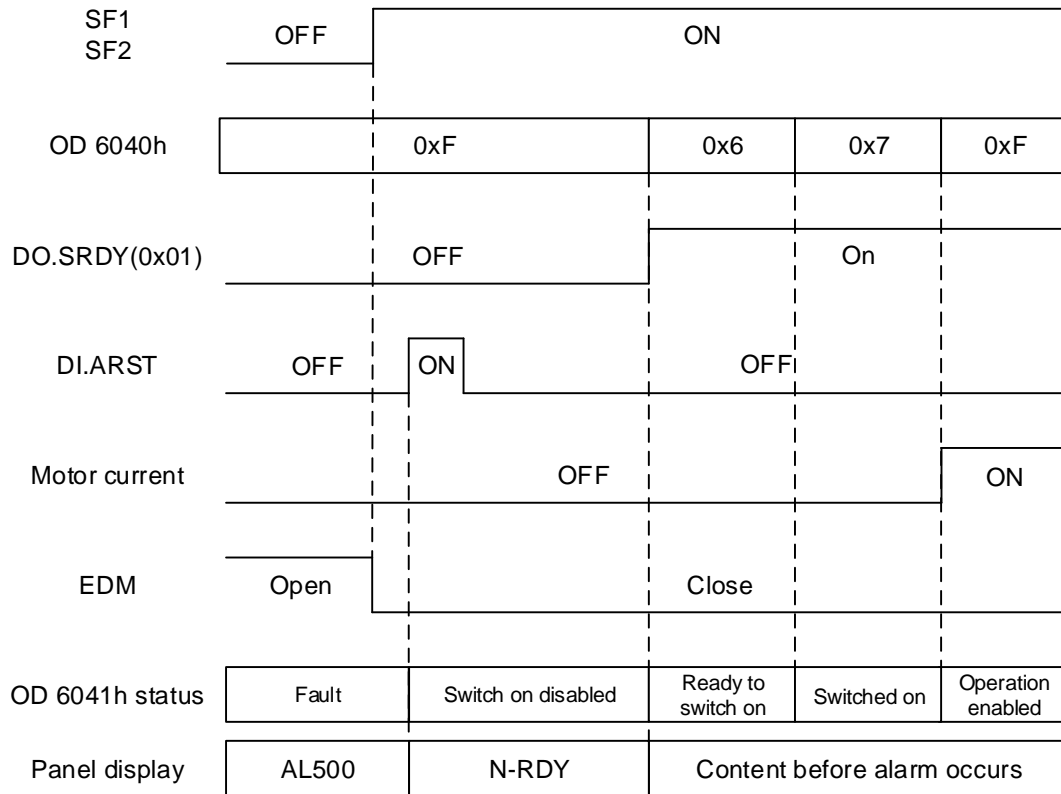 SF1
SF2
OFF
ON
OD 6040h
0xF
0x6
0x7
0xF
DO.SRDY(0x01)
OFF
On
DI.ARST
OFF
ON
OFF
Motor current
OFF
ON
EDM
Open
Close
OD 6041h status
Fault
Switch on disabled
Ready to
switch on
Switched on
Operation
enabled
Panel display
AL500
N-RDY
Content before alarm occurs